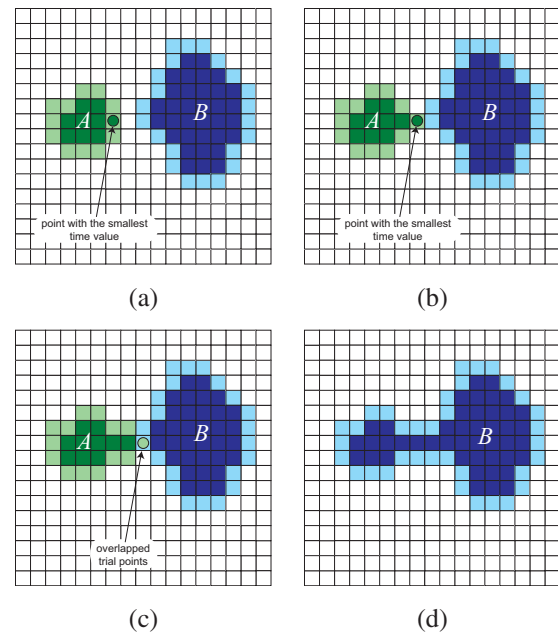 A
B
point with the smallest
time value
(a)
A
B
point with the smallest
time value
(b)
A
B
overlapped
trial points
(c)
B
(d)